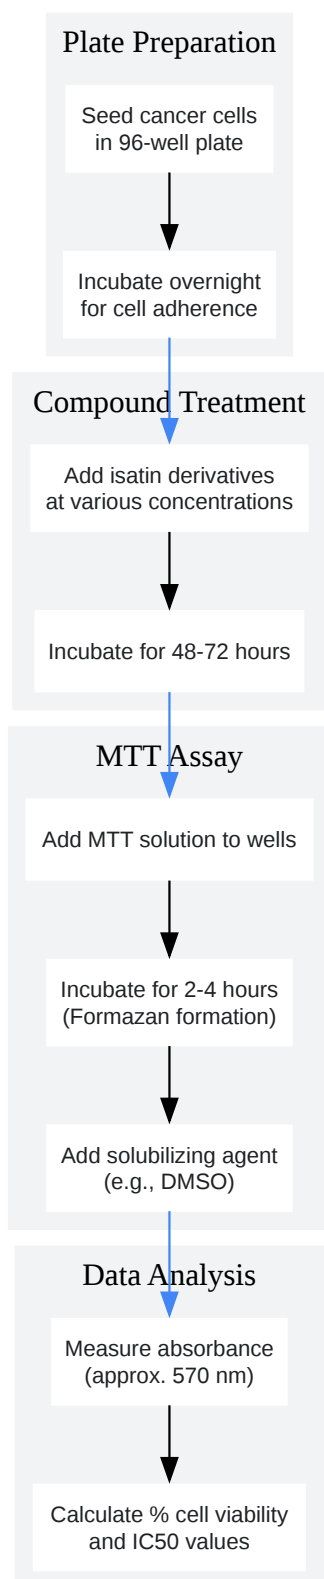 Plate Preparation
Seed cancer cells
in 96-well plate
Incubate overnight
for cell adherence
Compound Treatment
Add isatin derivatives
at various concentrations
Incubate for 48-72 hours
MTT Assay
Add MTT solution to wells
Incubate for 2-4 hours
(Formazan formation)
Add solubilizing agent
(e.g., DMSO)
Data Analysis
Measure absorbance
(approx. 570 nm)
Calculate % cell viability
and IC50 values